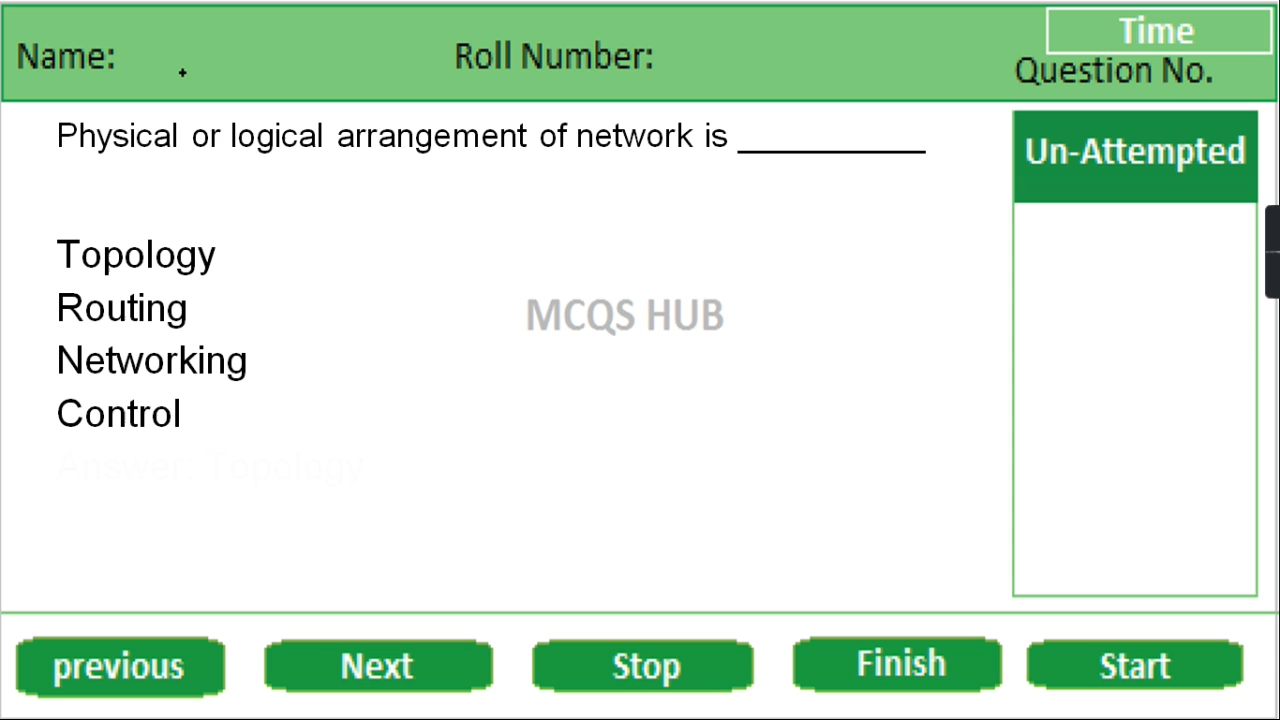 Time
Name: Roll Number: Question No.
Physical or logical arrangement of network is __________
Un-Attempted
Topology
Routing
MCQS HUB
Networking
Control
Answer: Topology
previous Next Stop Finish Start